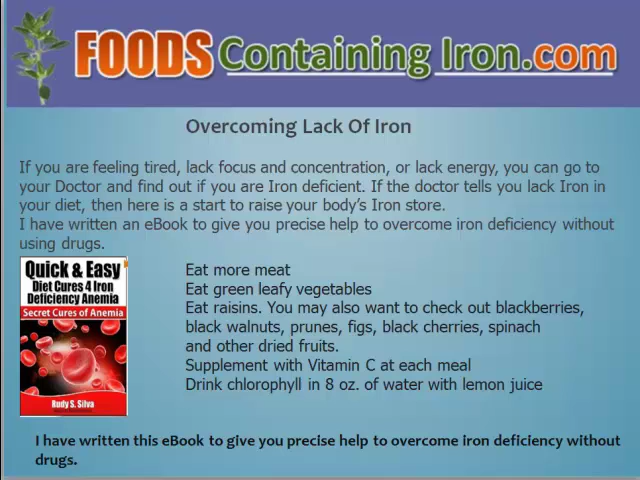 FOODS Containing Iron.com
Overcoming Lack Of Iron
If you are feeling tired, lack focus and concentration, or lack energy, you can go to
your Doctor and find out if you are Iron deficient. If the doctor tells you lack Iron in
your diet, then here is a start to raise your body's Iron store.
I have written an eBook to give you precise help to overcome iron deficiency without
using drugs.
Quick & Easy
Diet Cures 4 Iron
Deficiency Anemia
Secret Cures of Anemia
Rudy S. Silva
Eat more meat
Eat green leafy vegetables
Eat raisins. You may also want to check out blackberries,
black walnuts, prunes, figs, black cherries, spinach
and other dried fruits.
Supplement with Vitamin C at each meal
Drink chlorophyll in 8 oz. of water with lemon juice
I have written this eBook to give you precise help to overcome iron deficiency without
drugs.